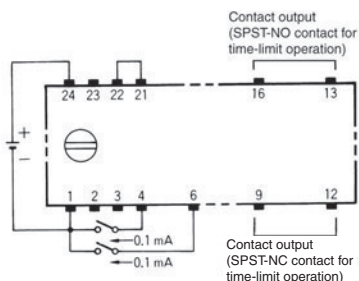 Contact output
(SPST-NO contact for
time-limit operation)
24 23 22 21 16 13
+
−
1 2 3 4 6 9 12
0.1 mA
0.1 mA
Contact output
(SPST-NC contact for
time-limit operation)